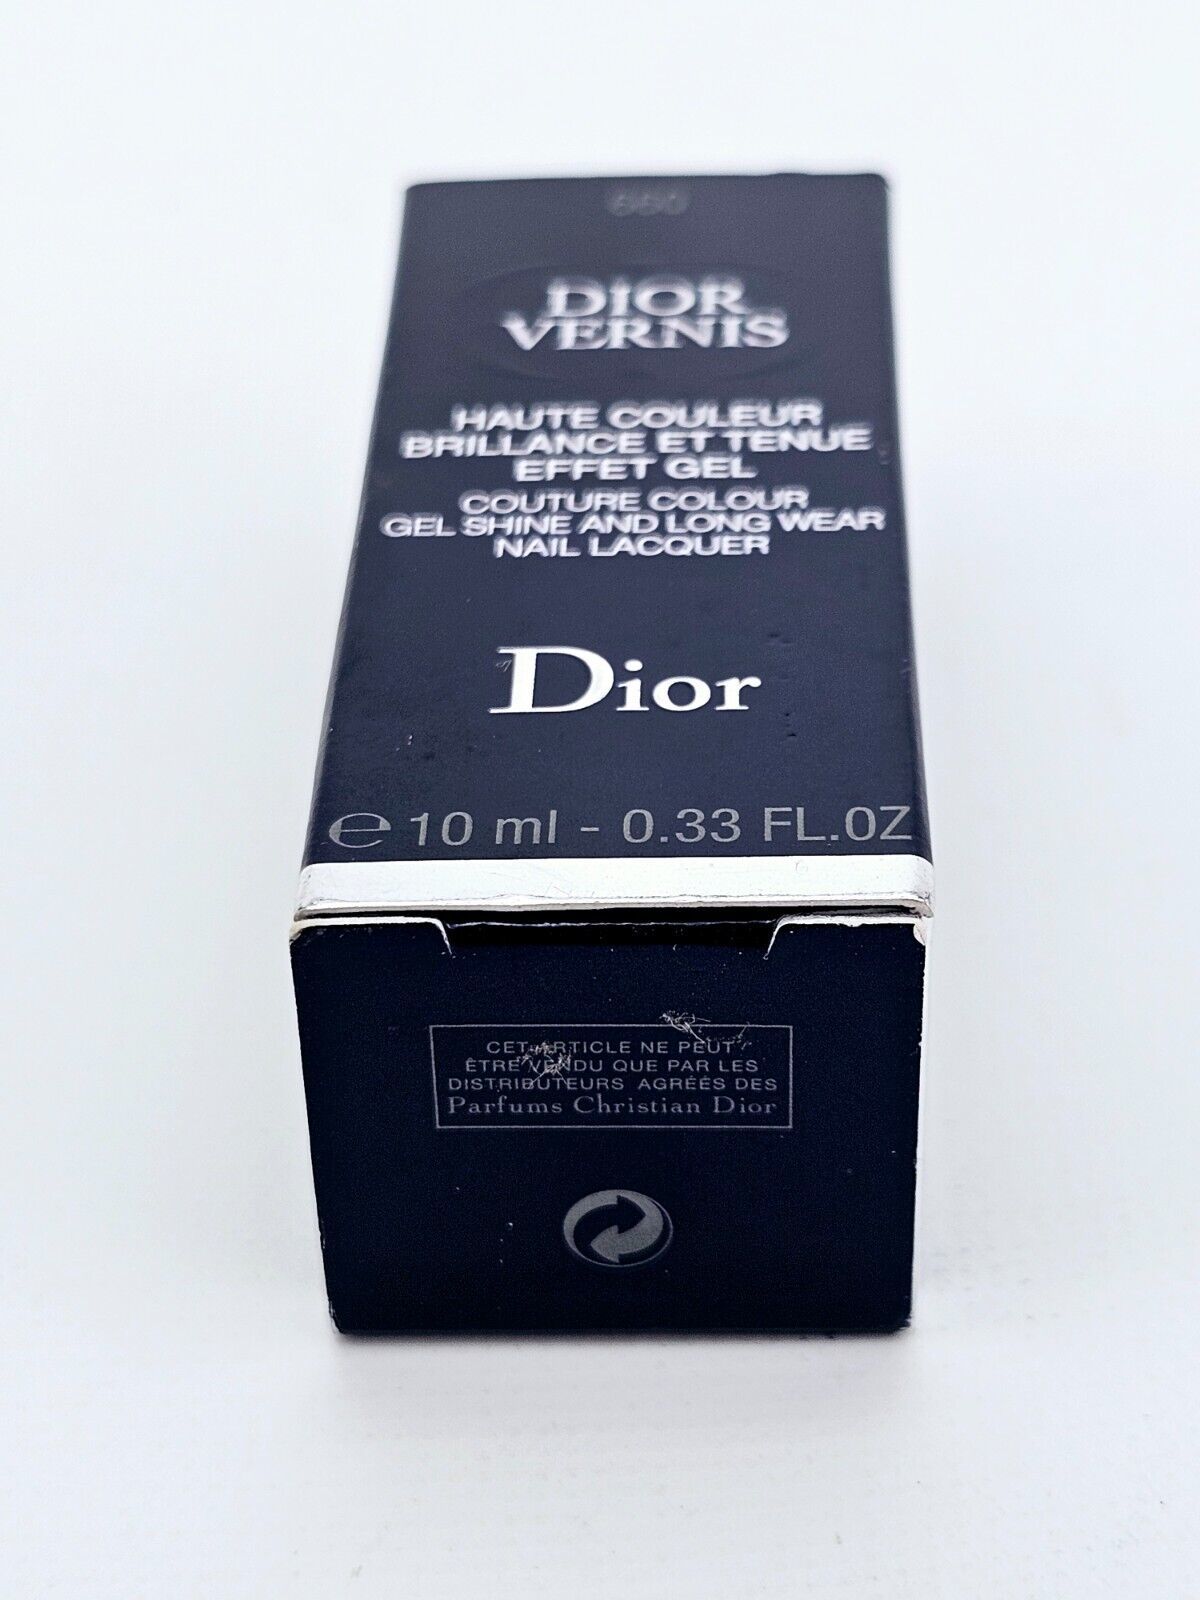 660
DIOR
VERNIS
HAUTE COULEUR
BRILLANCE ET TENUE
EFFET GEL
COUTURE COLOUR
GEL SHINE AND LONG WEAR
NAIL LACQUER
Dior
℮ 10 ml - 0.33 FL.OZ
CET ARTICLE NE PEUT
ÊTRE VENDU QUE PAR LES
DISTRIBUTEURS AGRÉÉS DES
Parfums Christian Dior